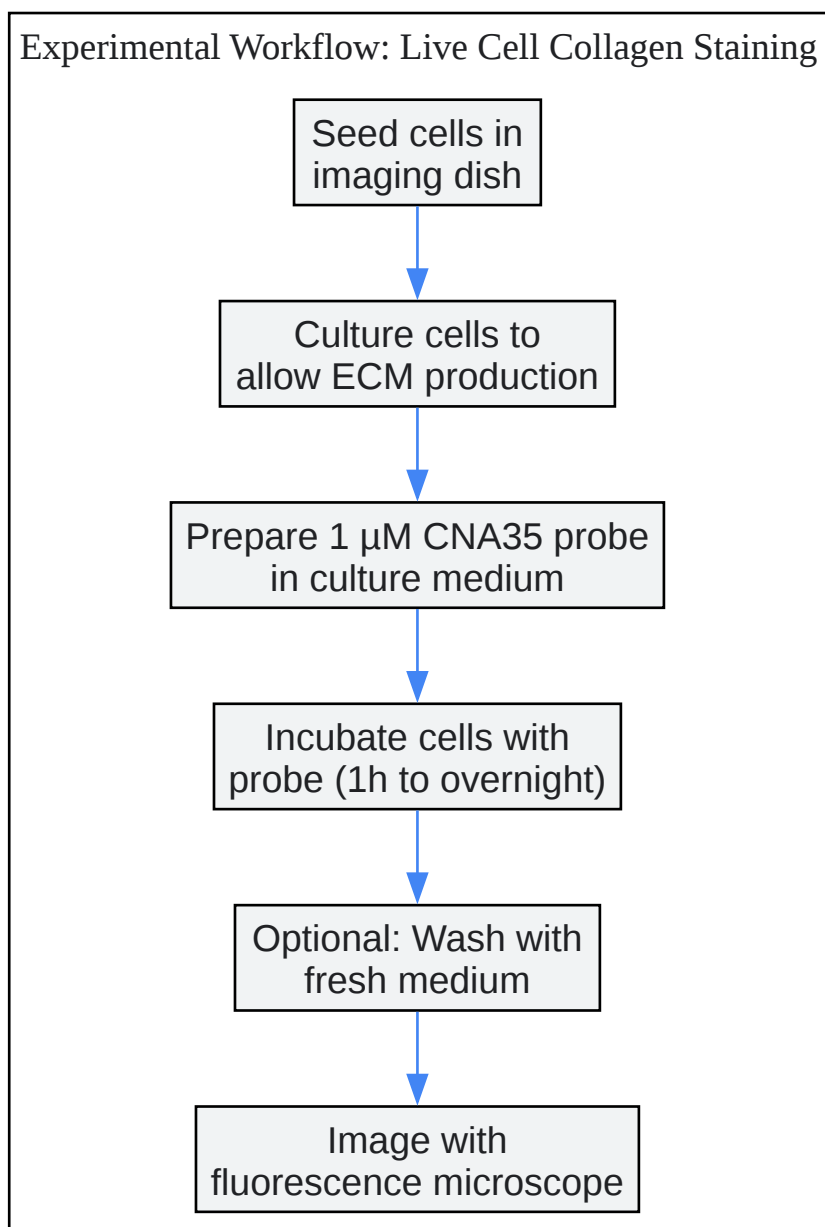 Experimental Workflow: Live Cell Collagen Staining
Seed cells in
imaging dish
Culture cells to
allow ECM production
Prepare 1 µM CNA35 probe
in culture medium
Incubate cells with
probe (1h to overnight)
Optional: Wash with
fresh medium
Image with
fluorescence microscope